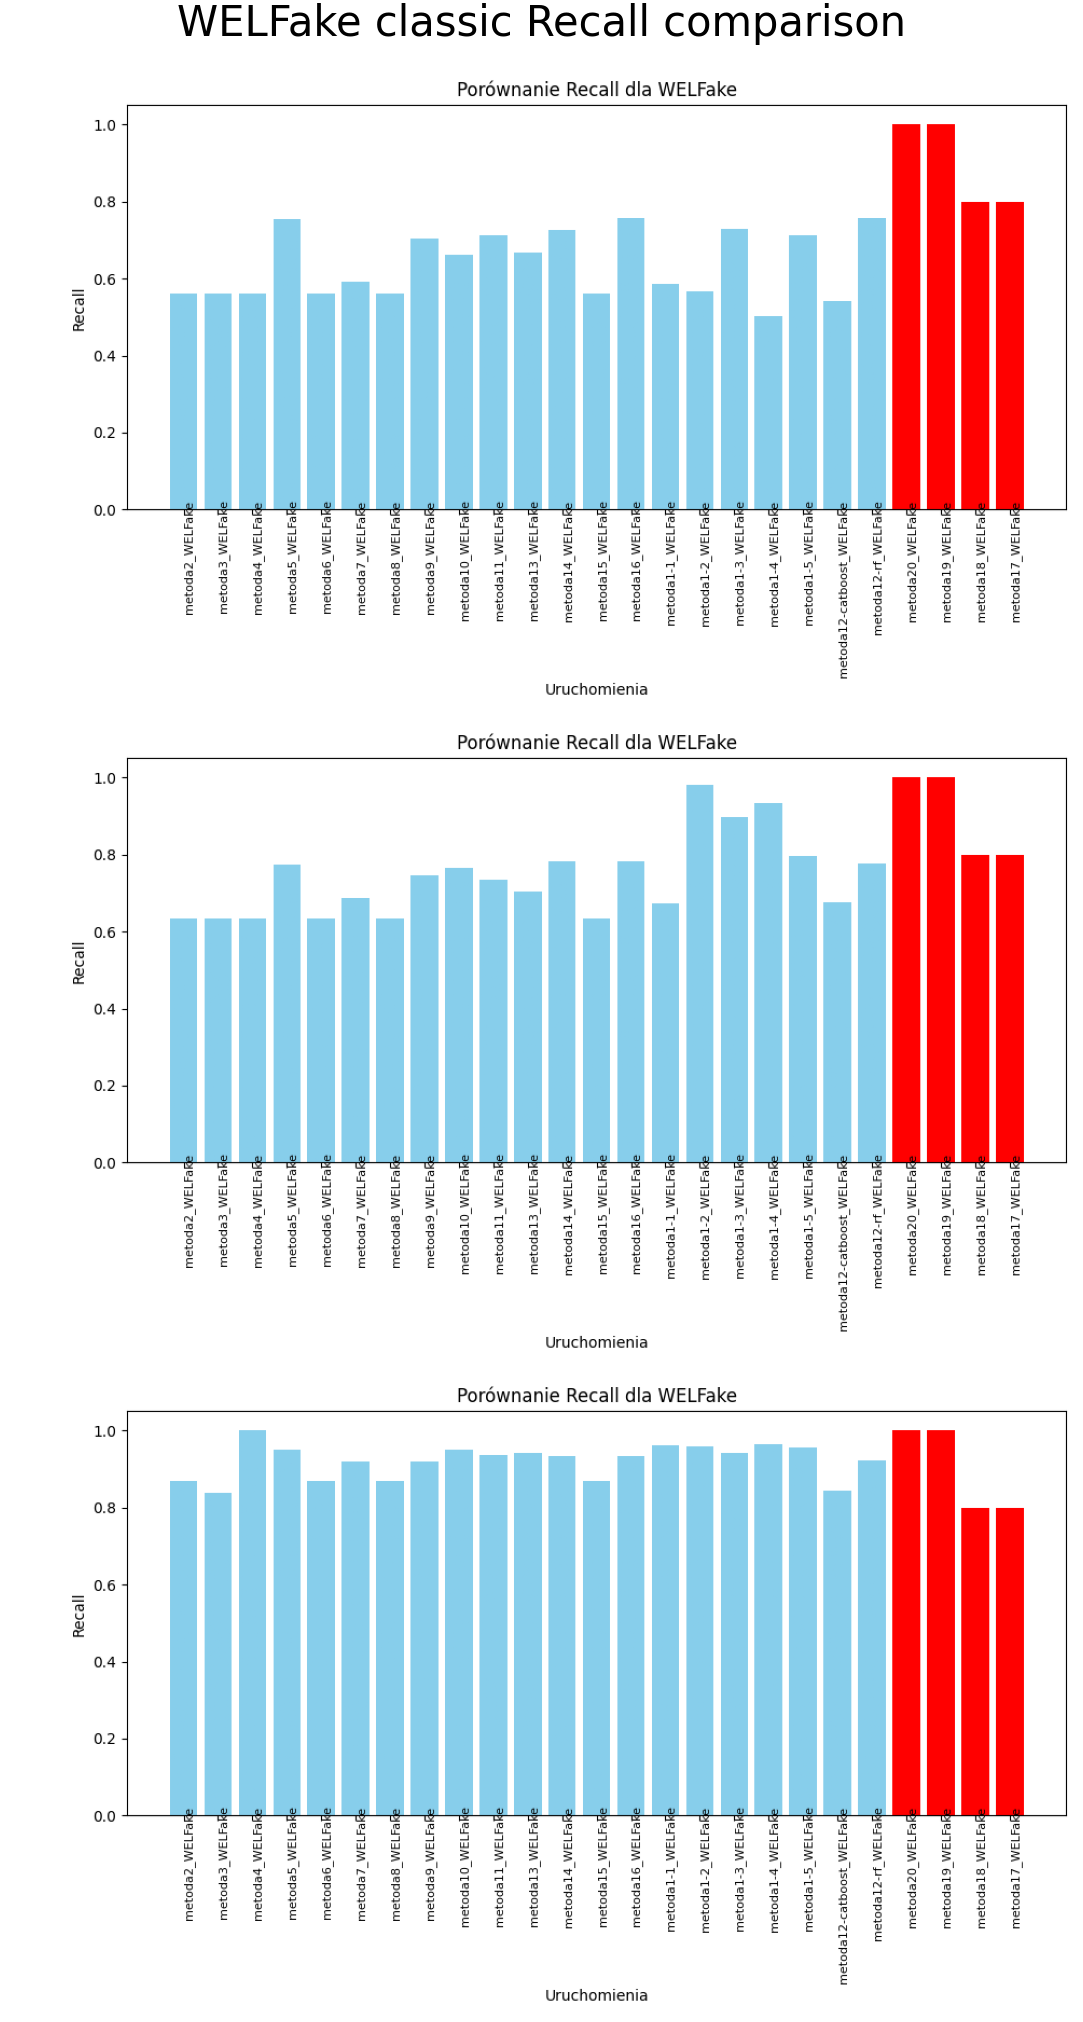 WELFake classic Recall comparison
Porównanie Recall dla WELFake
1.0
0.8
0.6
0.4
0.2
0.0
Recall
metoda2_WELFake
metoda3_WELFake
metoda4_WELFake
metoda5_WELFake
metoda6_WELFake
metoda7_WELFake
metoda8_WELFake
metoda9_WELFake
metoda10_WELFake
metoda11_WELFake
metoda13_WELFake
metoda14_WELFake
metoda15_WELFake
metoda16_WELFake
metoda1-1_WELFake
metoda1-2_WELFake
metoda1-3_WELFake
metoda1-4_WELFake
metoda1-5_WELFake
metoda12-catboost_WELFake
metoda12-rf_WELFake
metoda20_WELFake
metoda19_WELFake
metoda18_WELFake
metoda17_WELFake
Uruchomienia
Porównanie Recall dla WELFake
1.0
0.8
0.6
0.4
0.2
0.0
Recall
metoda2_WELFake
metoda3_WELFake
metoda4_WELFake
metoda5_WELFake
metoda6_WELFake
metoda7_WELFake
metoda8_WELFake
metoda9_WELFake
metoda10_WELFake
metoda11_WELFake
metoda13_WELFake
metoda14_WELFake
metoda15_WELFake
metoda16_WELFake
metoda1-1_WELFake
metoda1-2_WELFake
metoda1-3_WELFake
metoda1-4_WELFake
metoda1-5_WELFake
metoda12-catboost_WELFake
metoda12-rf_WELFake
metoda20_WELFake
metoda19_WELFake
metoda18_WELFake
metoda17_WELFake
Uruchomienia
Porównanie Recall dla WELFake
1.0
0.8
0.6
0.4
0.2
0.0
Recall
metoda2_WELFake
metoda3_WELFake
metoda4_WELFake
metoda5_WELFake
metoda6_WELFake
metoda7_WELFake
metoda8_WELFake
metoda9_WELFake
metoda10_WELFake
metoda11_WELFake
metoda13_WELFake
metoda14_WELFake
metoda15_WELFake
metoda16_WELFake
metoda1-1_WELFake
metoda1-2_WELFake
metoda1-3_WELFake
metoda1-4_WELFake
metoda1-5_WELFake
metoda12-catboost_WELFake
metoda12-rf_WELFake
metoda20_WELFake
metoda19_WELFake
metoda18_WELFake
metoda17_WELFake
Uruchomienia